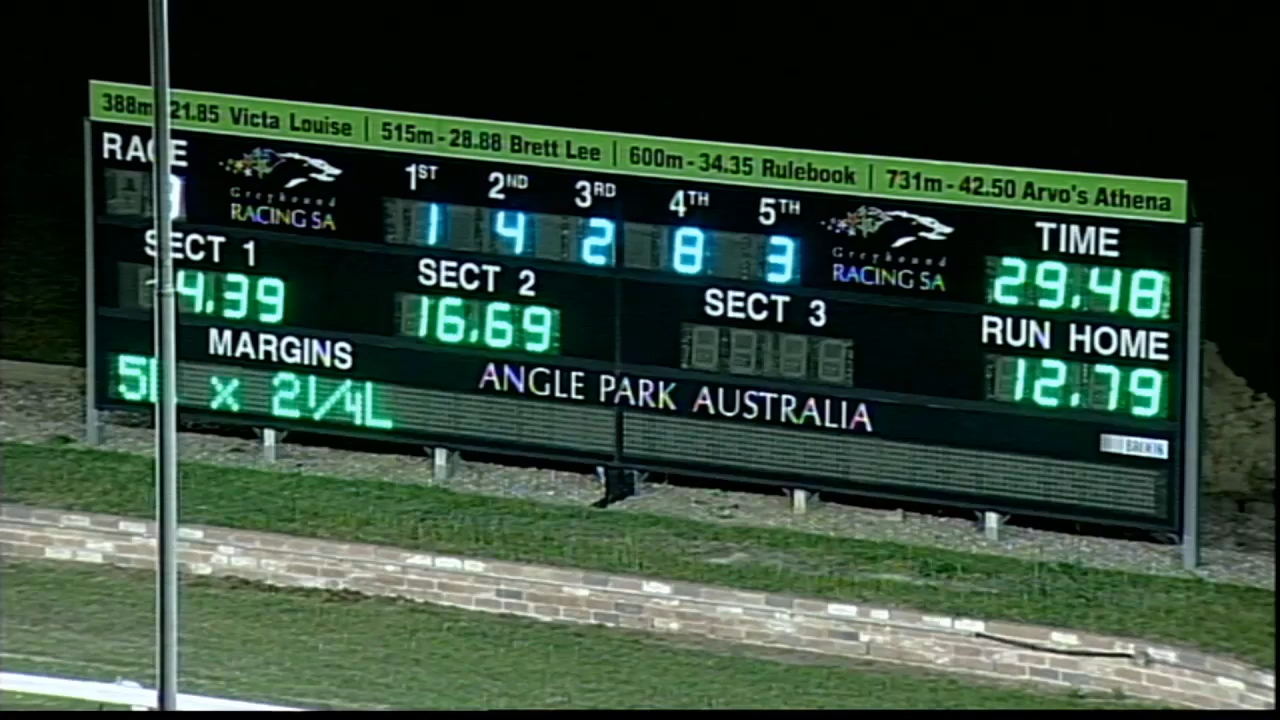 388m 21.85 Victa Louise | 515m - 28.88 Brett Lee | 600m - 34.35 Rulebook | 731m - 42.50 Arvo's Athena
RACE 1ST 2ND 3RD 4TH 5TH TIME
Greyhound RACING SA 1 4 2 8 3 Greyhound RACING SA 29.48
SECT 1 SECT 2 SECT 3 RUN HOME
4.39 16.69 12.79
MARGINS ANGLE PARK AUSTRALIA
5L x 2 1/4L